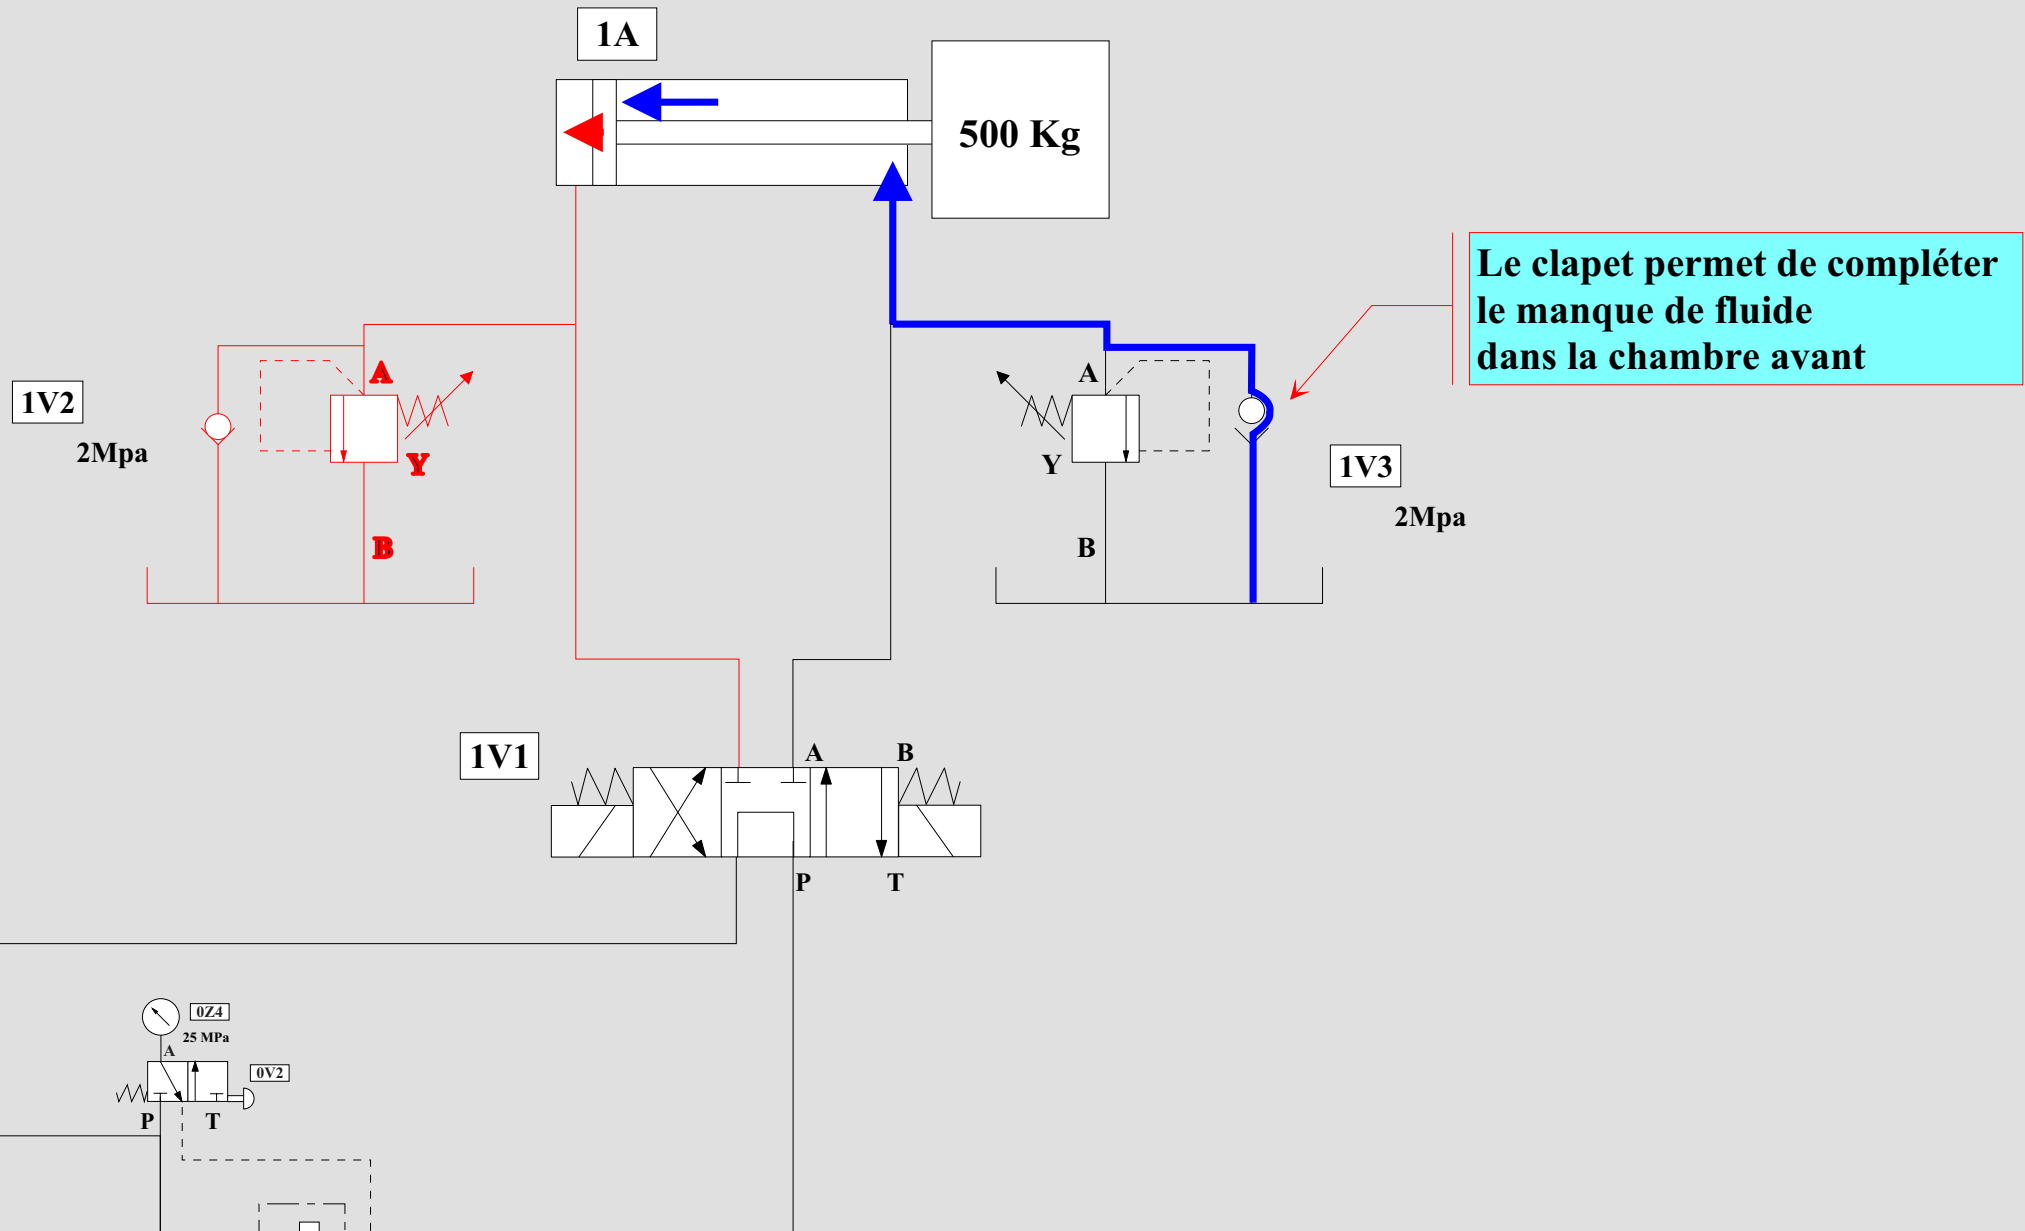 1A
500 Kg
Le clapet permet de compléter
le manque de fluide
dans la chambre avant
A
A
1V2
2Mpa
Y
Y
1V3
2Mpa
B
B
1V1
A
B
P
T
0Z4
25 MPa
A
0V2
P
T